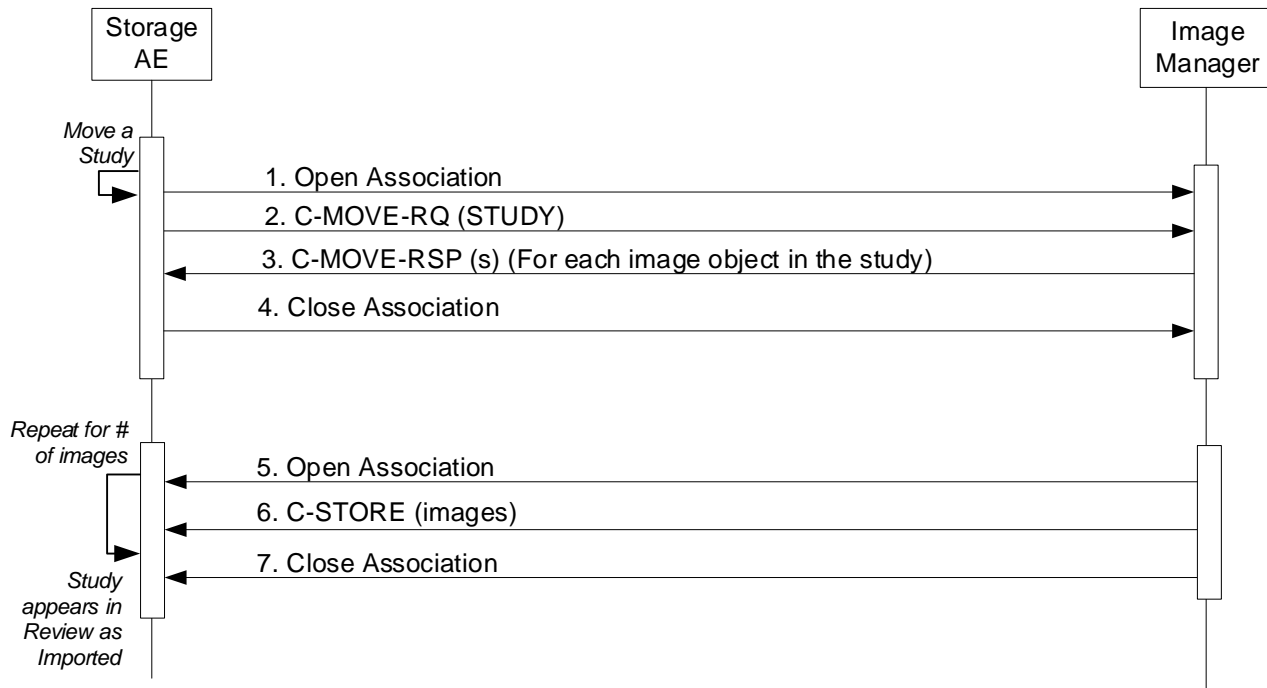 Storage
AE
Image
Manager
Move a
Study
1. Open Association
2. C-MOVE-RQ (STUDY)
3. C-MOVE-RSP (s) (For each image object in the study)
4. Close Association
Repeat for #
of images
5. Open Association
6. C-STORE (images)
7. Close Association
Study
appears in
Review as
Imported